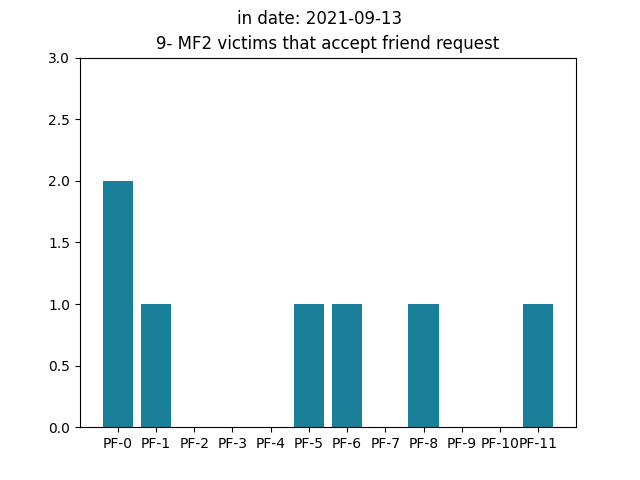 in date: 2021-09-13
9- MF2 victims that accept friend request
3.0
2.5
2.0
1.5
1.0
0.5
0.0
PF-0 PF-1 PF-2 PF-3 PF-4 PF-5 PF-6 PF-7 PF-8 PF-9 PF-10 PF-11